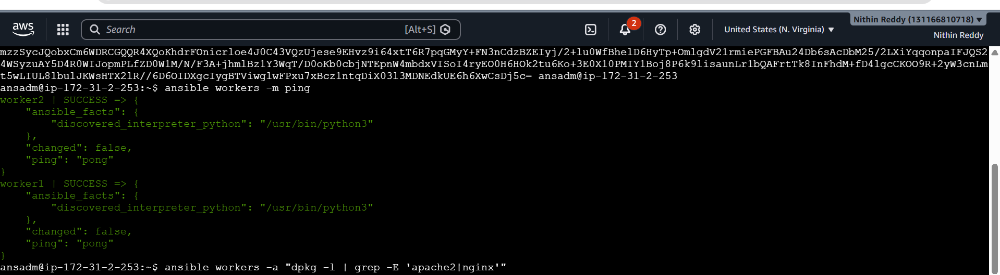 aws
Search [Alt+S]
2
United States (N. Virginia) ▼
Nithin Reddy (131166810718) ▼
Nithin Reddy
mzzSycJQobxCm6WDRCGQQR4XQoKhdrFOnicrloe4J0C43VQzUjese9EHvz9i64xtT6R7pqGMyY+FN3nCdzBZEIyj/2+lu0WfBhelD6HyTp+OmlgdV21rmiePGFBAu24Db6sAcDbM25/2LXiYqqonpaIFJQS2
4WSyzuAY5D4R0WIJopmPLfZD0W1M/N/F3A+jhmlBz1Y3WqT/D0oKb0cbjNTEpnW4mbdxVISoI4ryEO0H6HOk2tu6Ko+3E0X10PMIY1Boj8P6k9lisaunLr1bQAFrtTk8InFhdM+fD4lgcCKOO9R+2yW3cnLm
t5wLIUL8lbulJKWsHTX2lR//6D6OIDXgcIygBTViwglwFPxu7xBcz1ntqDiX03l3MDNEdkUE6h6XwCsDj5c= ansadm@ip-172-31-2-253
ansadm@ip-172-31-2-253:~$ ansible workers -m ping
worker2 | SUCCESS => {
    "ansible_facts": {
        "discovered_interpreter_python": "/usr/bin/python3"
    },
    "changed": false,
    "ping": "pong"
}
worker1 | SUCCESS => {
    "ansible_facts": {
        "discovered_interpreter_python": "/usr/bin/python3"
    },
    "changed": false,
    "ping": "pong"
}
ansadm@ip-172-31-2-253:~$ ansible workers -a "dpkg -l | grep -E 'apache2|nginx'"